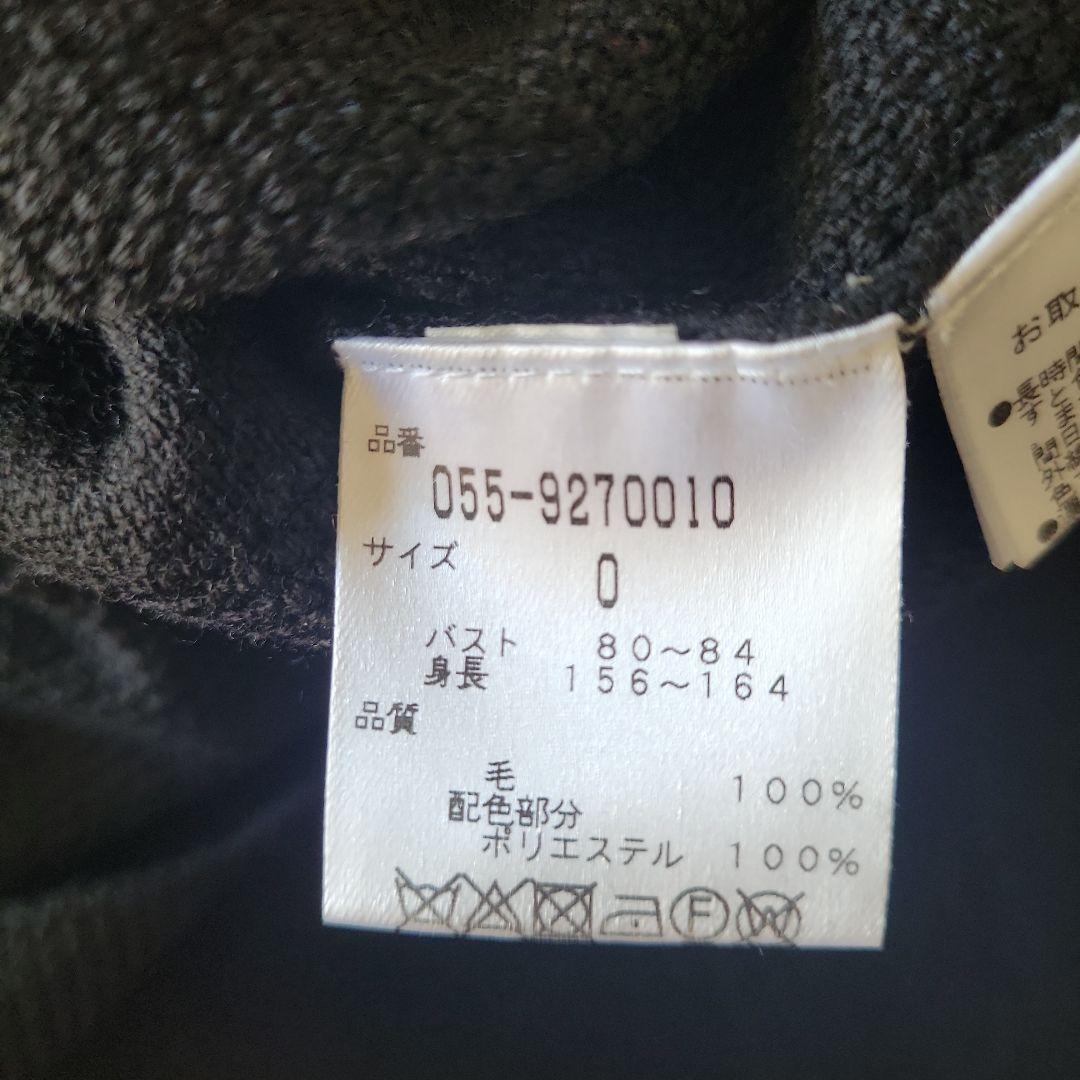 品番
055-9270010
サイズ
0
バスト 80～84
身長 156～164
品質
毛 100%
配色部分
ポリエステル 100%
F
W
お取